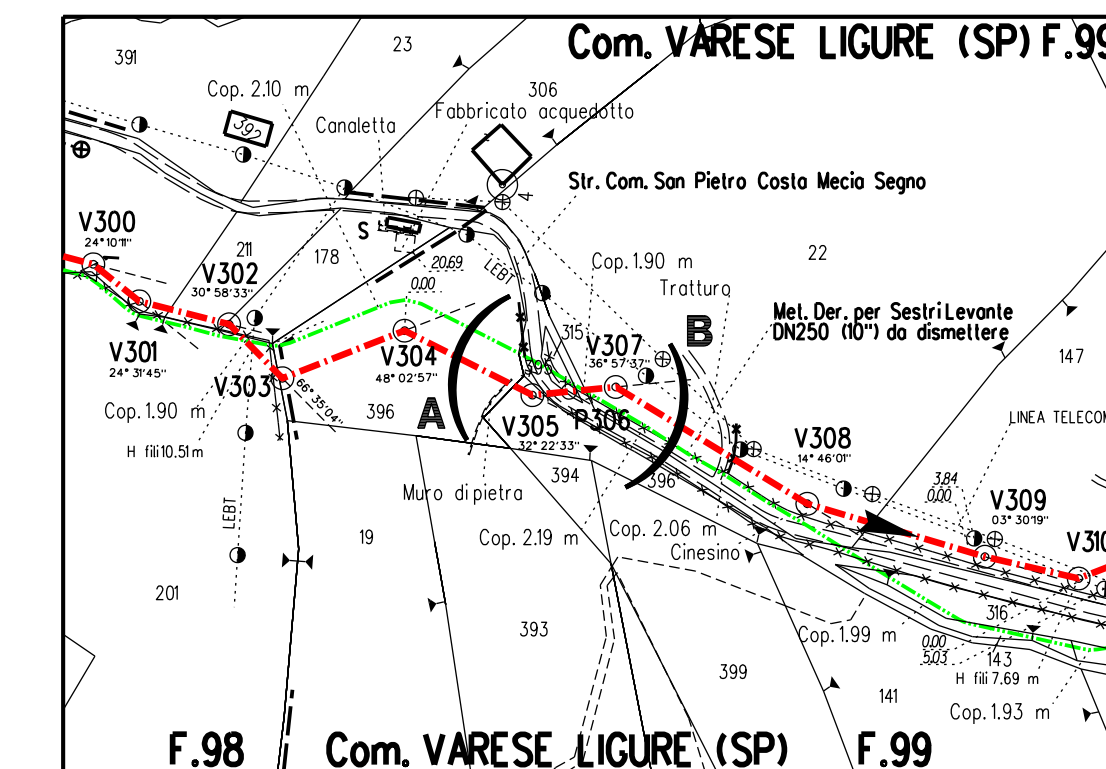 Com. VARESE LIGURE (SP) F.99
391
23
306
Cop. 2.10 m
Fabbricato acquedotto
392
Canaletta
Str. Com. San Pietro Costa Mecia Segno
4
V300
24° 10'11"
S
211
178
20.69
0.00
LEBT
22
Cop. 1.90 m
Tratturo
V302
30° 58'33"
Met. Der. per Sestri Levante
DN250 (10") da dismettere
315
B
V301
24° 31'45"
V304
48° 02'57"
V307
36° 57'37"
395
147
V303
66° 35'04"
Cop. 1.90 m
396
A
V305
32° 22'33"
P306
LINEA TELECOM
H fili 10.51 m
V308
14° 46'01"
394
396
3.84
0.00
V309
03° 30'19"
Muro di pietra
LEBT
Cop. 2.19 m
Cop. 2.06 m
Cinesino
V310
19
201
393
316
Cop. 1.99 m
0.00
5.03
143
H fili 7.69 m
399
141
Cop. 1.93 m
F.98
Com. VARESE LIGURE (SP)
F.99